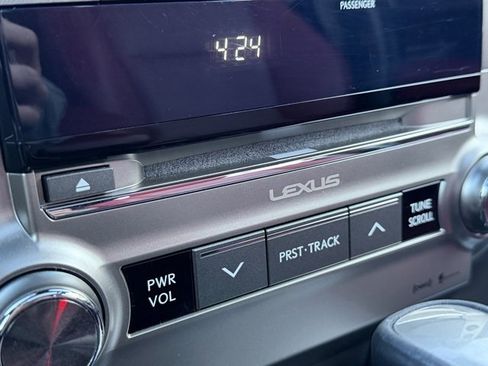 PASSENGER
4:24
LEXUS
PWR
VOL
PRST·TRACK
TUNE
SCROLL